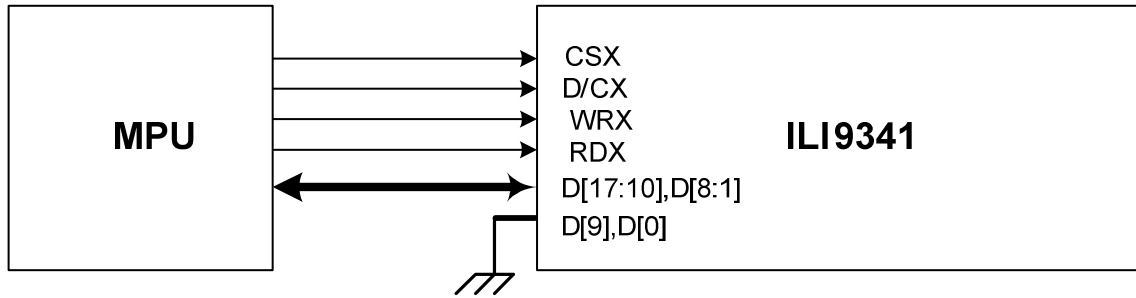 MPU
CSX
D/CX
WRX
RDX
D[17:10],D[8:1]
D[9],D[0]
ILI9341